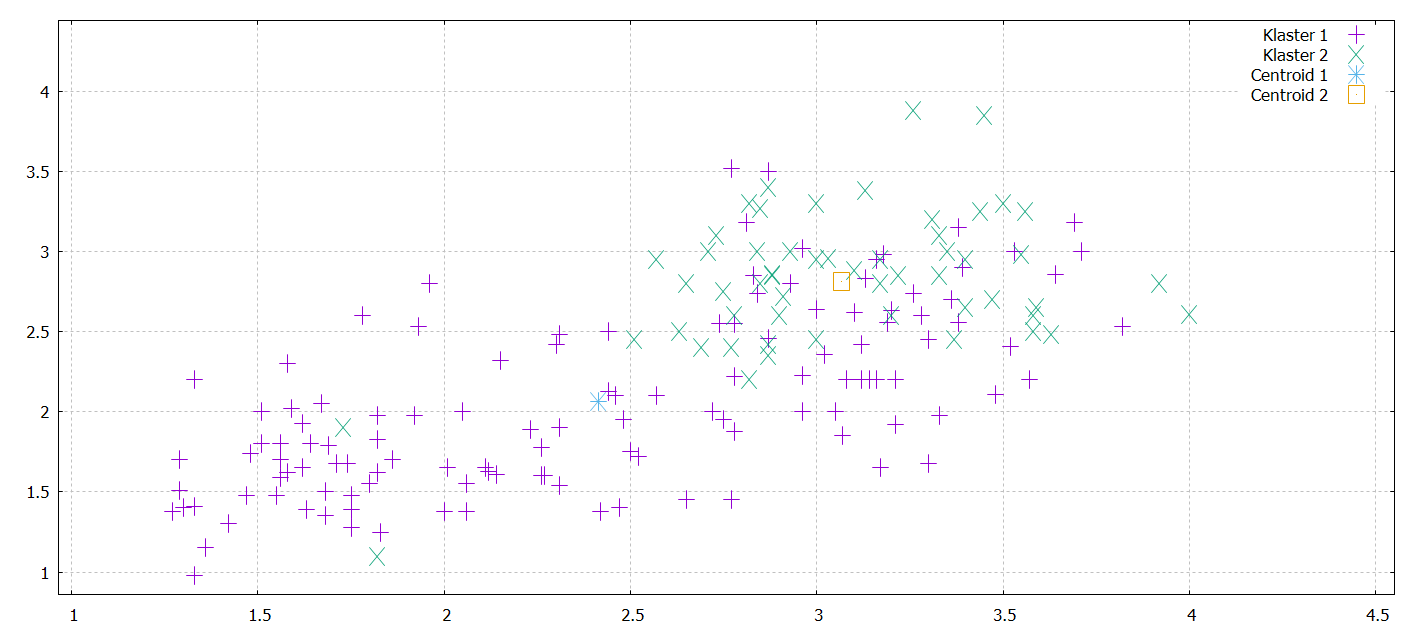 Klaster 1
Klaster 2
Centroid 1
Centroid 2
4
3.5
3
2.5
2
1.5
1
1 1.5 2 2.5 3 3.5 4 4.5